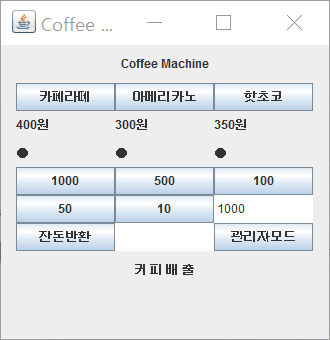 Coffee ...
Coffee Machine
카페라떼 아메리카노 핫초코
400원 300원 350원
● ● ●
1000 500 100
50 10 1000
잔돈반환 관리자모드
커 피 배 출